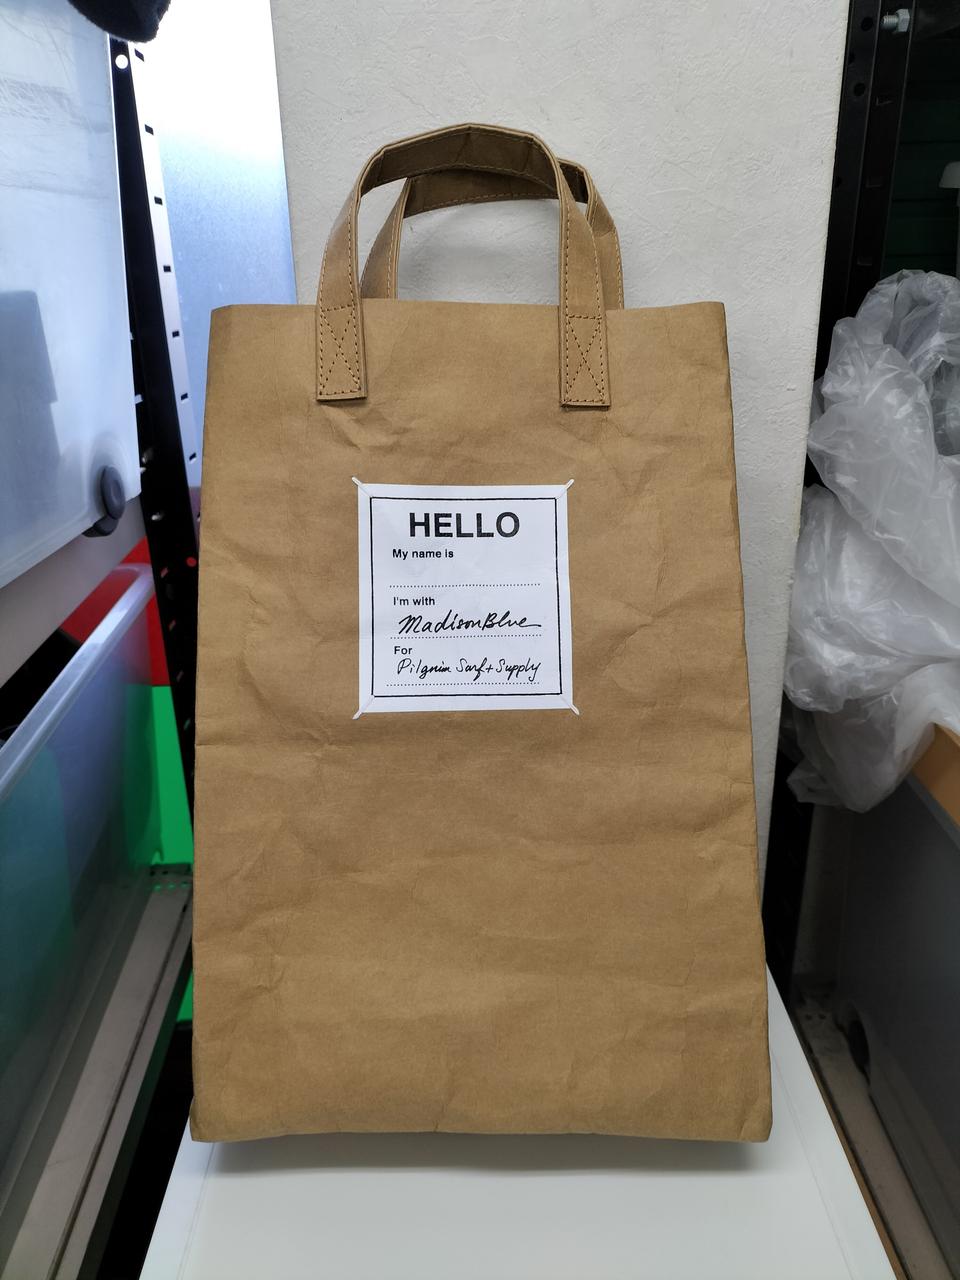 HELLO
My name is
I'm with
MadisonBlue
For
Pilgrim Surf+Supply